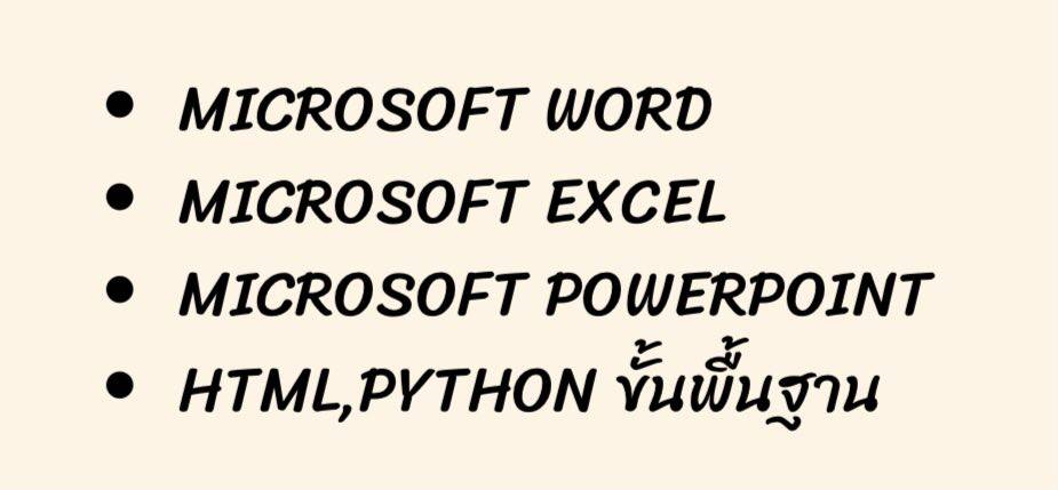 • MICROSOFT WORD
• MICROSOFT EXCEL
• MICROSOFT POWERPOINT
• HTML,PYTHON ขั้นพื้นฐาน